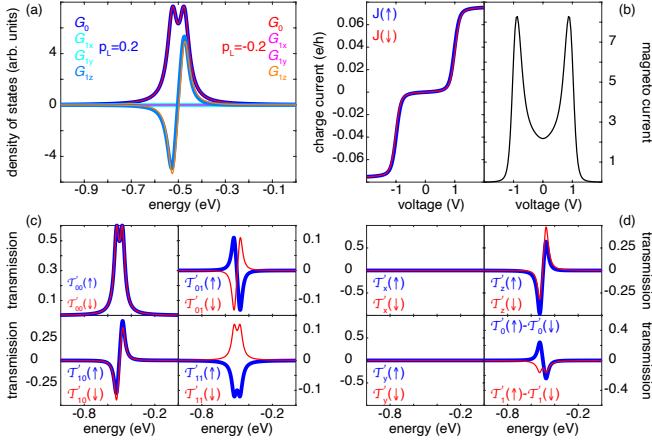 (a)
density of states (arb. units)
4
0
-4
G₀
G₁ₓ
G₁y
G₁z
p_L=0.2
p_L=-0.2
G₀
G₁ₓ
G₁y
G₁z
-0.9 -0.7 -0.5 -0.3 -0.1
energy (eV)
charge current (e/h)
0.06
0.04
0.02
0
-0.02
-0.04
-0.06
J(↑)
J(↓)
-1 0 1
voltage (V)
(b)
magneto current
7
5
3
1
-1 0 1
voltage (V)
(c)
transmission
0.5
0.3
0.1
𝒯'₀₀(↑)
𝒯'₀₀(↓)
0.1
0
-0.1
𝒯'₀₁(↑)
𝒯'₀₁(↓)
transmission
0.25
0
-0.25
𝒯'₁₀(↑)
𝒯'₁₀(↓)
0.1
0
-0.1
𝒯'₁₁(↑)
𝒯'₁₁(↓)
-0.8 -0.2 -0.8 -0.2
energy (eV) energy (eV)
(d)
0.5
0
-0.5
𝒯'ₓ(↑)
𝒯'ₓ(↓)
0.25
0
-0.25
transmission
𝒯'z(↑)
𝒯'z(↓)
0.5
0
-0.5
𝒯'y(↑)
𝒯'y(↓)
0.4
0
-0.4
transmission
𝒯'₀(↑)-𝒯'₀(↓)
-0.8 -0.2 -0.8 -0.2
energy (eV) energy (eV)